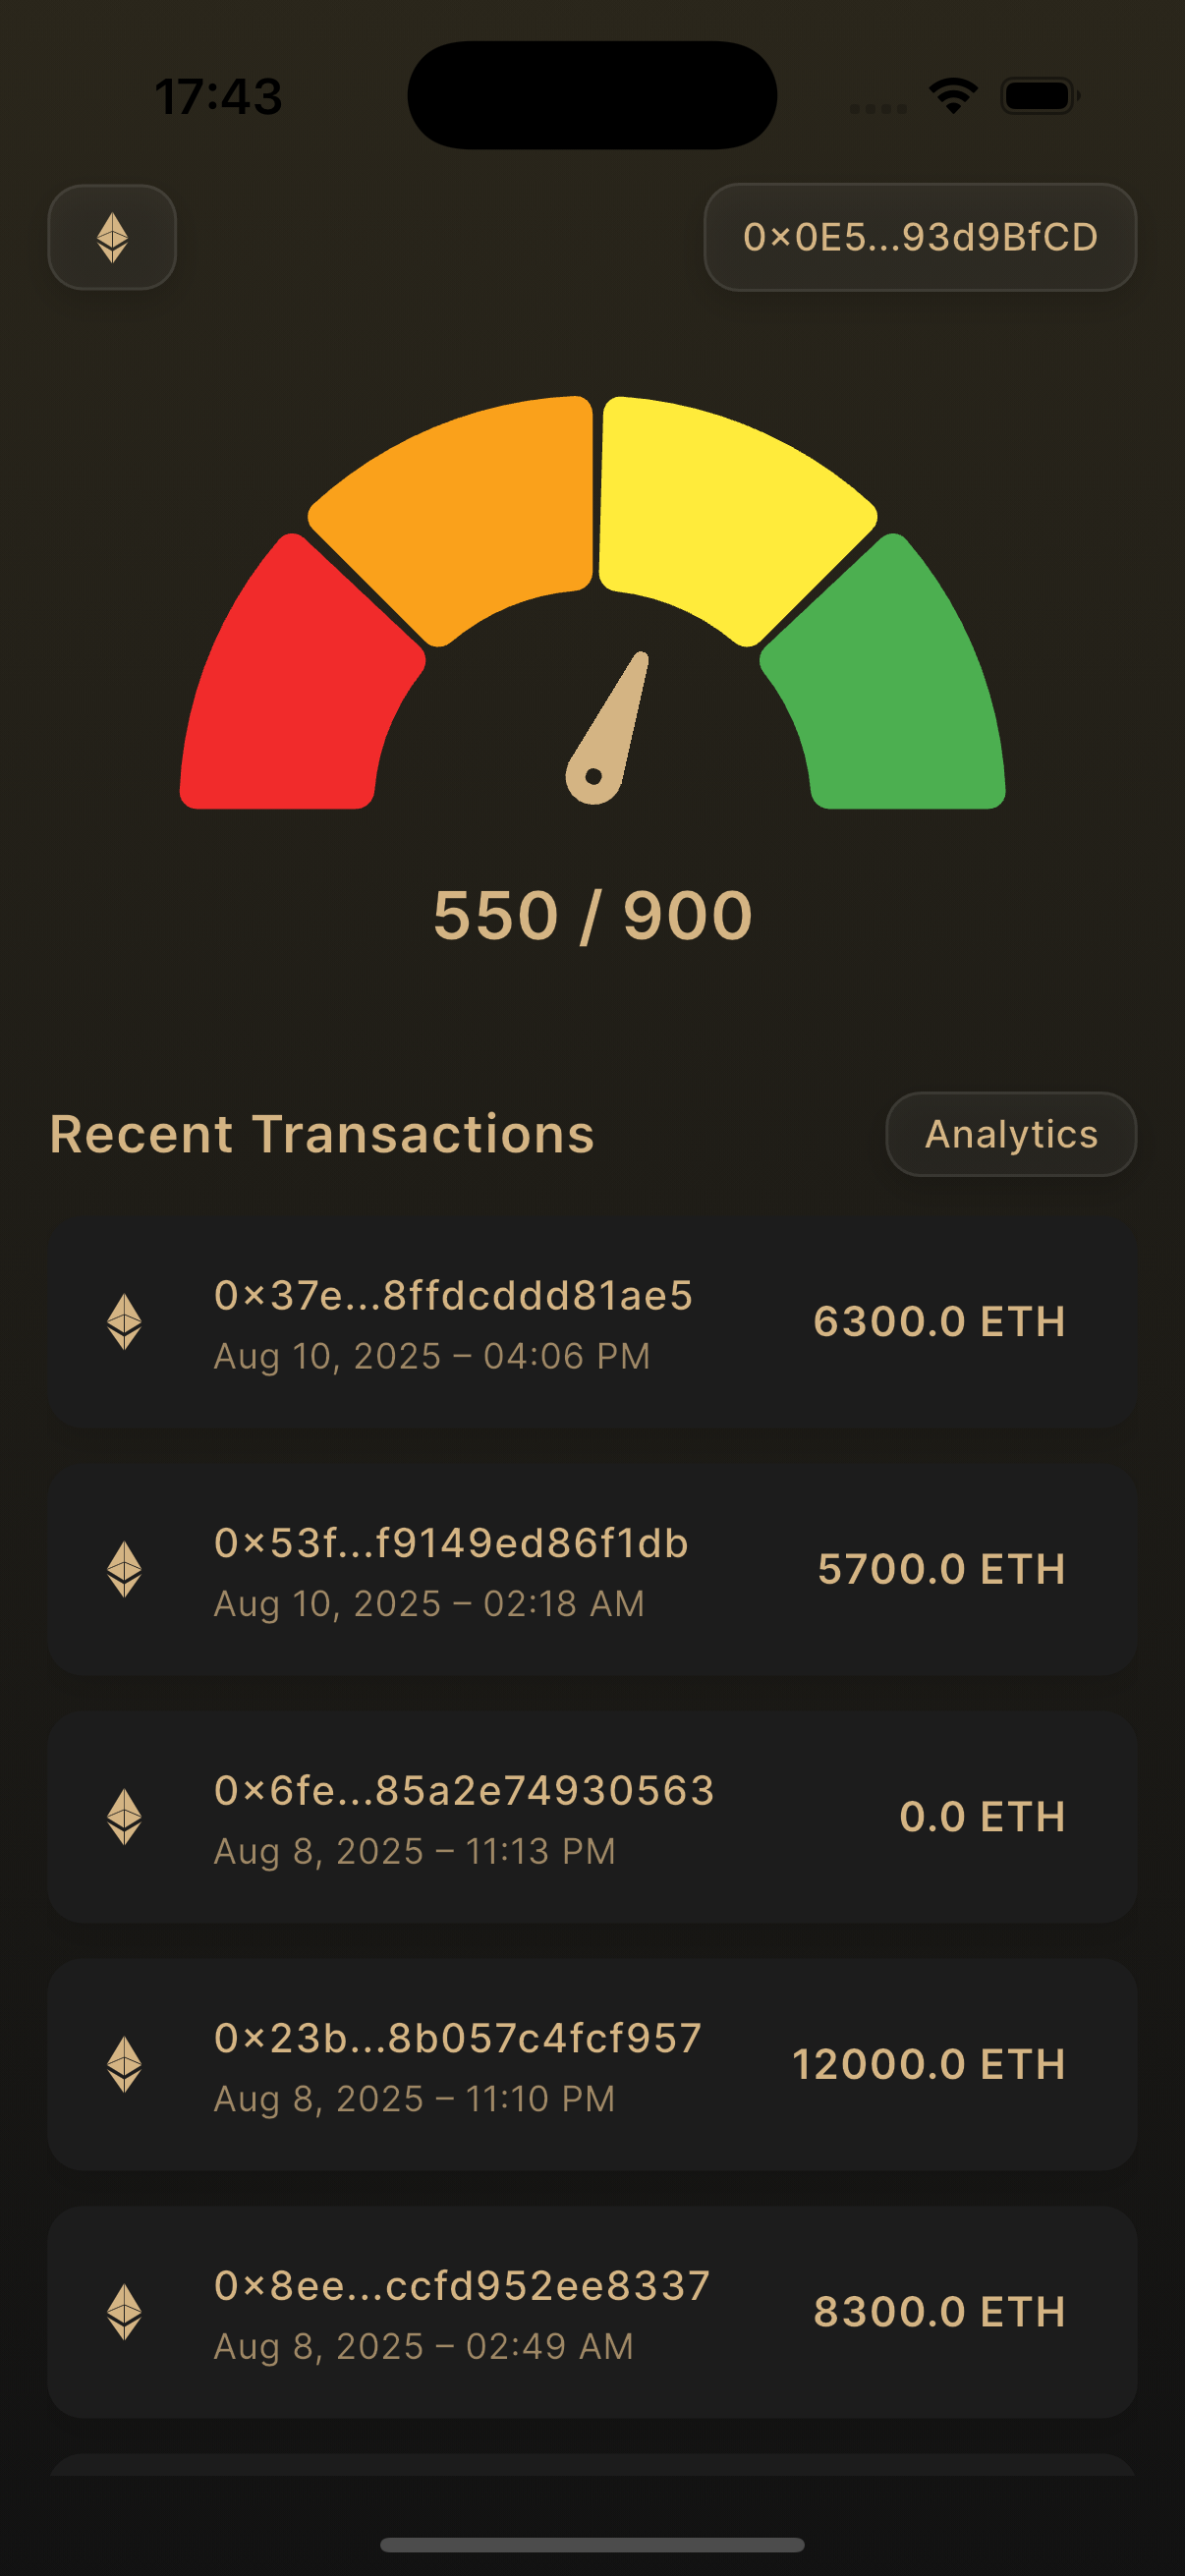 17:43
0×0E5...93d9BfCD
550 / 900
Recent Transactions
Analytics
0×37e...8ffdcddd81ae5
6300.0 ETH
Aug 10, 2025 – 04:06 PM
0×53f...f9149ed86f1db
5700.0 ETH
Aug 10, 2025 – 02:18 AM
0×6fe...85a2e74930563
0.0 ETH
Aug 8, 2025 – 11:13 PM
0×23b...8b057c4fcf957
12000.0 ETH
Aug 8, 2025 – 11:10 PM
0×8ee...ccfd952ee8337
8300.0 ETH
Aug 8, 2025 – 02:49 AM